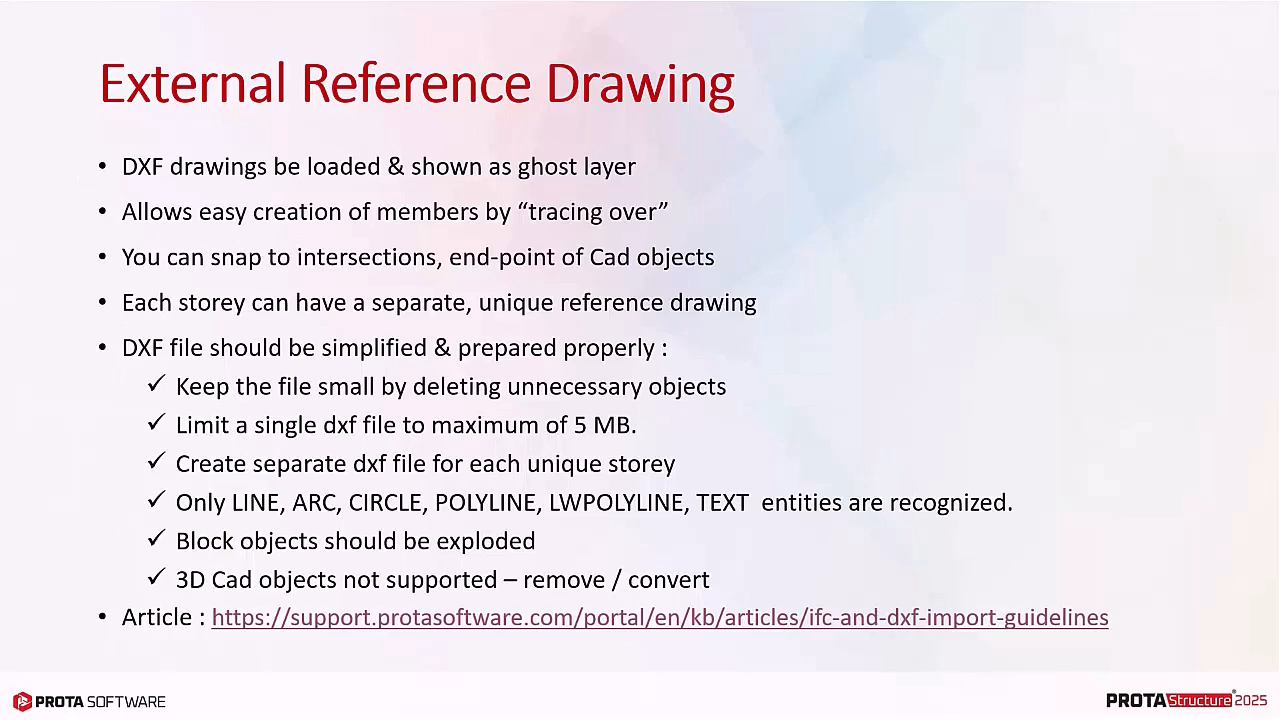 External Reference Drawing
• DXF drawings be loaded & shown as ghost layer
• Allows easy creation of members by “tracing over”
• You can snap to intersections, end-point of Cad objects
• Each storey can have a separate, unique reference drawing
• DXF file should be simplified & prepared properly :
✓ Keep the file small by deleting unnecessary objects
✓ Limit a single dxf file to maximum of 5 MB.
✓ Create separate dxf file for each unique storey
✓ Only LINE, ARC, CIRCLE, POLYLINE, LWPOLYLINE, TEXT  entities are recognized.
✓ Block objects should be exploded
✓ 3D Cad objects not supported – remove / convert
• Article : https://support.protasoftware.com/portal/en/kb/articles/ifc-and-dxf-import-guidelines
PROTA SOFTWARE
PROTAStructure® 2025